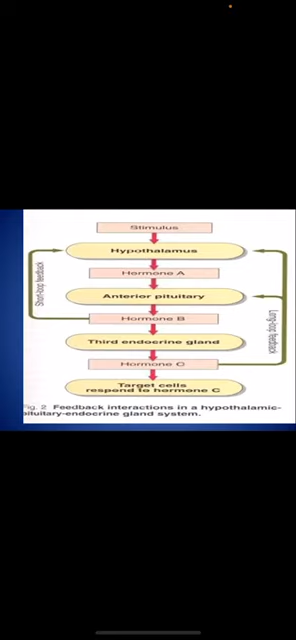 Stimulus
Hypothalamus
Hormone A
Anterior pituitary
Hormone B
Third endocrine gland
Hormone C
Target cells
respond to hormone C
Short-loop feedback
Long-loop feedback
Fig. 2 Feedback interactions in a hypothalamic-
pituitary-endocrine gland system.